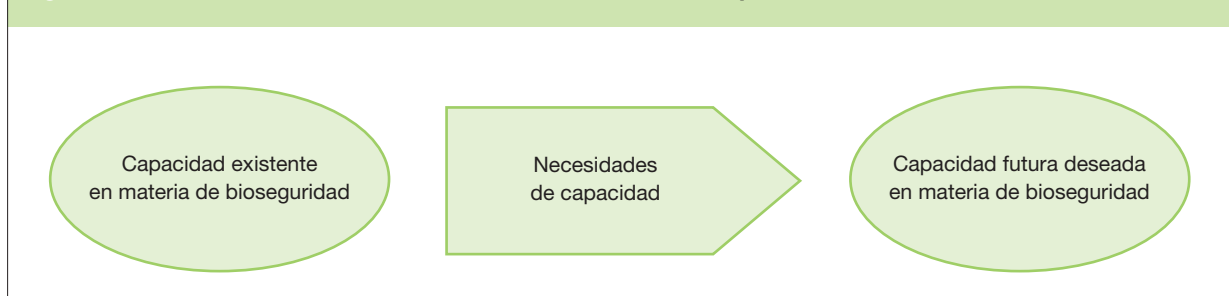 Capacidad existente
en materia de bioseguridad
Necesidades
de capacidad
Capacidad futura deseada
en materia de bioseguridad